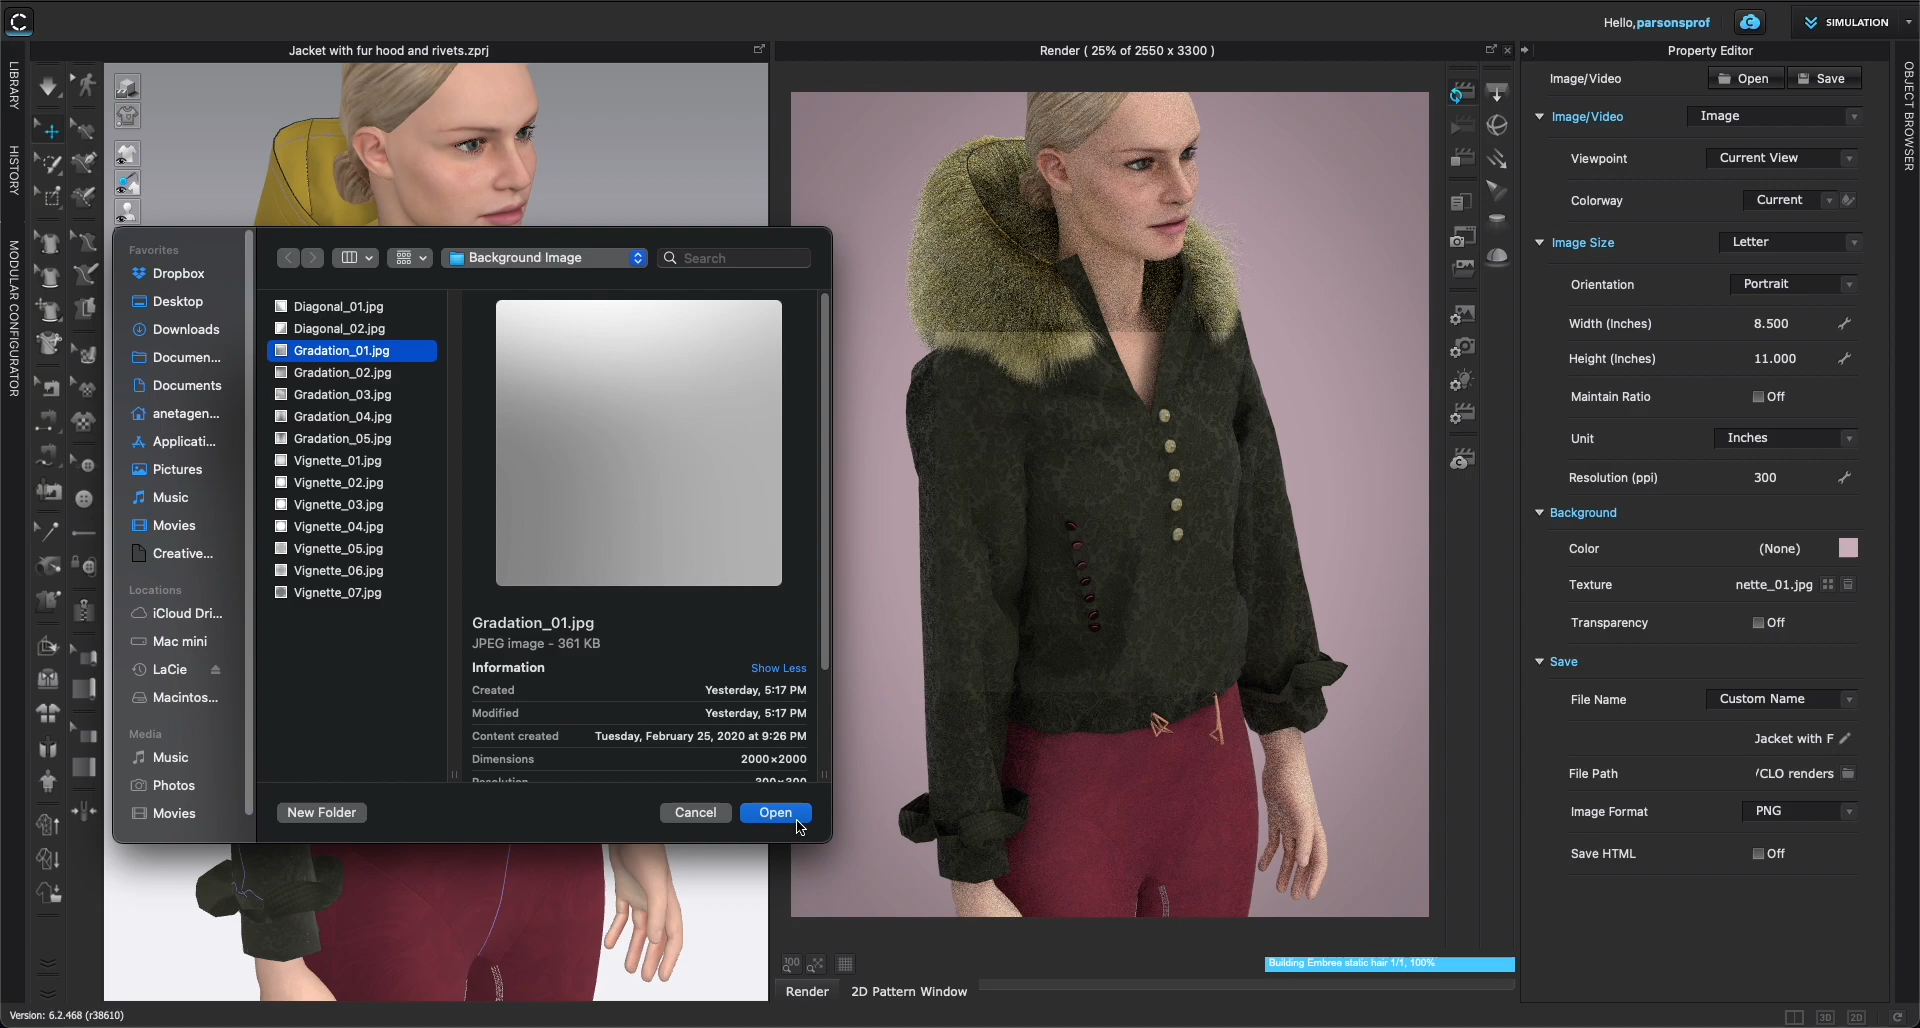 Hello,parsonsprof
SIMULATION
Jacket with fur hood and rivets.zprj
Render ( 25% of 2550 x 3300 )
Property Editor
LIBRARY
HISTORY
MODULAR CONFIGURATOR
OBJECT BROWSER
Favorites
Dropbox
Desktop
Downloads
Documen...
Documents
anetagen...
Applicati...
Pictures
Music
Movies
Creative...
Locations
iCloud Dri...
Mac mini
LaCie
Macintos...
Media
Music
Photos
Movies
Background Image
Search
Diagonal_01.jpg
Diagonal_02.jpg
Gradation_01.jpg
Gradation_02.jpg
Gradation_03.jpg
Gradation_04.jpg
Gradation_05.jpg
Vignette_01.jpg
Vignette_02.jpg
Vignette_03.jpg
Vignette_04.jpg
Vignette_05.jpg
Vignette_06.jpg
Vignette_07.jpg
Gradation_01.jpg
JPEG image - 361 KB
Information Show Less
Created Yesterday, 5:17 PM
Modified Yesterday, 5:17 PM
Content created Tuesday, February 25, 2020 at 9:26 PM
Dimensions 2000×2000
Resolution 300×300
New Folder
Cancel
Open
Image/Video Open Save
Image/Video Image
Viewpoint Current View
Colorway Current
Image Size Letter
Orientation Portrait
Width (Inches) 8.500
Height (Inches) 11.000
Maintain Ratio Off
Unit Inches
Resolution (ppi) 300
Background
Color (None)
Texture nette_01.jpg
Transparency Off
Save
File Name Custom Name
Jacket with F
File Path /CLO renders
Image Format PNG
Save HTML Off
100
Building Embree static hair 1/1, 100%
Render 2D Pattern Window
Version: 6.2.468 (r38610)
3D
2D